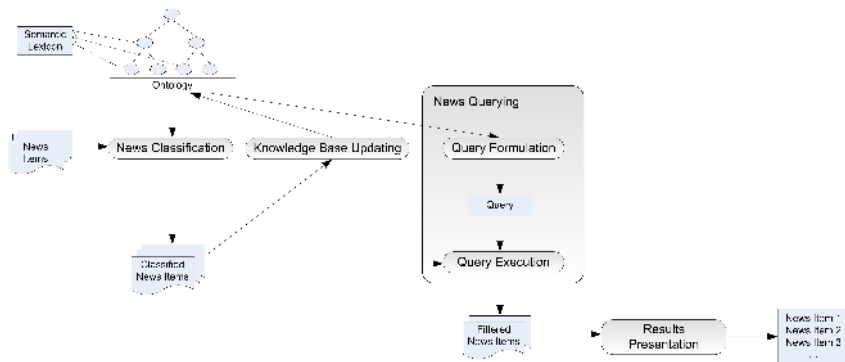 Semantic
Lexicon
Ontology
News Querying
News
Items
News Classification
Knowledge Base Updating
Query Formulation
Query
Classified
News Items
Query Execution
Filtered
News Items
Results
Presentation
News Item 1
News Item 2
News Item 3
...